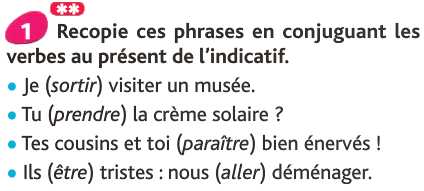 **
1 Recopie ces phrases en conjuguant les
verbes au présent de l'indicatif.
• Je (sortir) visiter un musée.
• Tu (prendre) la crème solaire ?
• Tes cousins et toi (paraître) bien énervés !
• Ils (être) tristes : nous (aller) déménager.